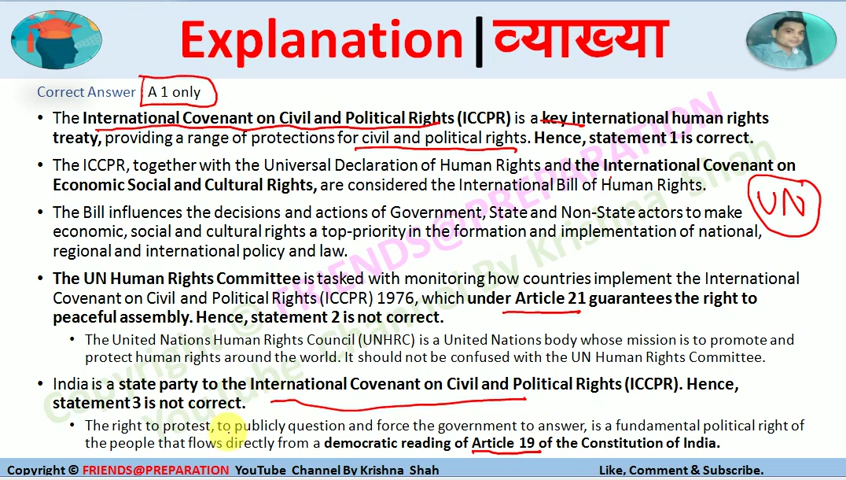 Explanation|व्याख्या
Correct Answer : A 1 only
• The International Covenant on Civil and Political Rights (ICCPR) is a key international human rights
treaty, providing a range of protections for civil and political rights. Hence, statement 1 is correct.
• The ICCPR, together with the Universal Declaration of Human Rights and the International Covenant on
Economic Social and Cultural Rights, are considered the International Bill of Human Rights.
UN
• The Bill influences the decisions and actions of Government, State and Non-State actors to make
economic, social and cultural rights a top-priority in the formation and implementation of national,
regional and international policy and law.
• The UN Human Rights Committee is tasked with monitoring how countries implement the International
Covenant on Civil and Political Rights (ICCPR) 1976, which under Article 21 guarantees the right to
peaceful assembly. Hence, statement 2 is not correct.
• The United Nations Human Rights Council (UNHRC) is a United Nations body whose mission is to promote and
protect human rights around the world. It should not be confused with the UN Human Rights Committee.
• India is a state party to the International Covenant on Civil and Political Rights (ICCPR). Hence,
statement 3 is not correct.
• The right to protest, to publicly question and force the government to answer, is a fundamental political right of
the people that flows directly from a democratic reading of Article 19 of the Constitution of India.
Copyright © FRIENDS@PREPARATION
YouTube Channel By Krishna Shah
Copyright © FRIENDS@PREPARATION YouTube Channel By Krishna Shah Like, Comment & Subscribe.